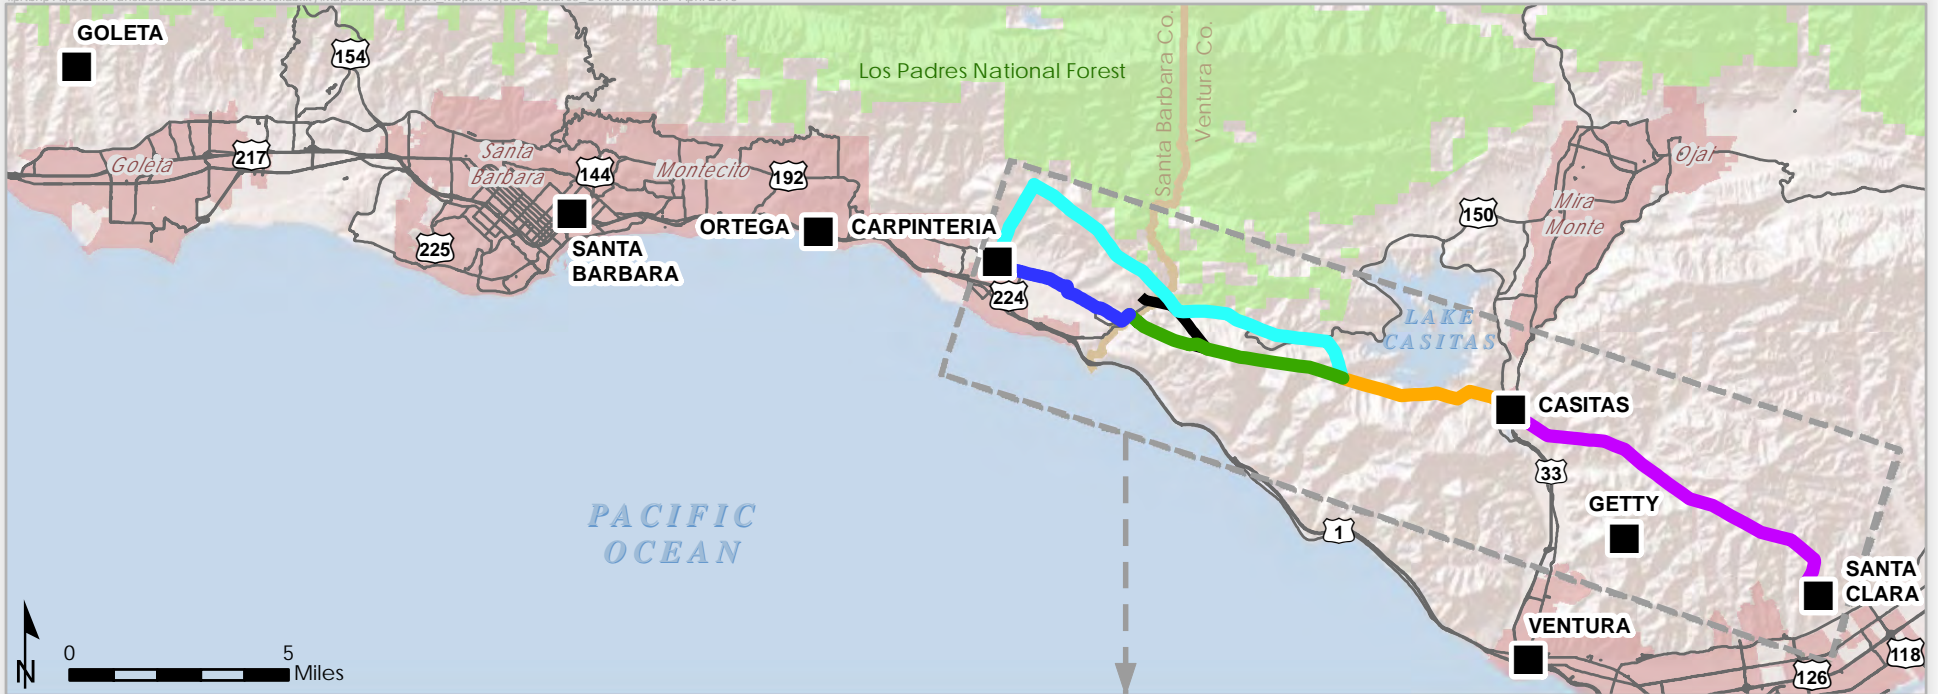 GOLETA
154
Los Padres National Forest
Santa Barbara Co.
Ventura Co.
Goleta
217
Santa
Barbara
144
Montecito
192
Ojai
Mira
Monte
150
225
SANTA
BARBARA
ORTEGA
CARPINTERIA
224
LAKE
CASITAS
CASITAS
33
GETTY
PACIFIC
OCEAN
1
SANTA
CLARA
VENTURA
118
126
N
0 5
Miles